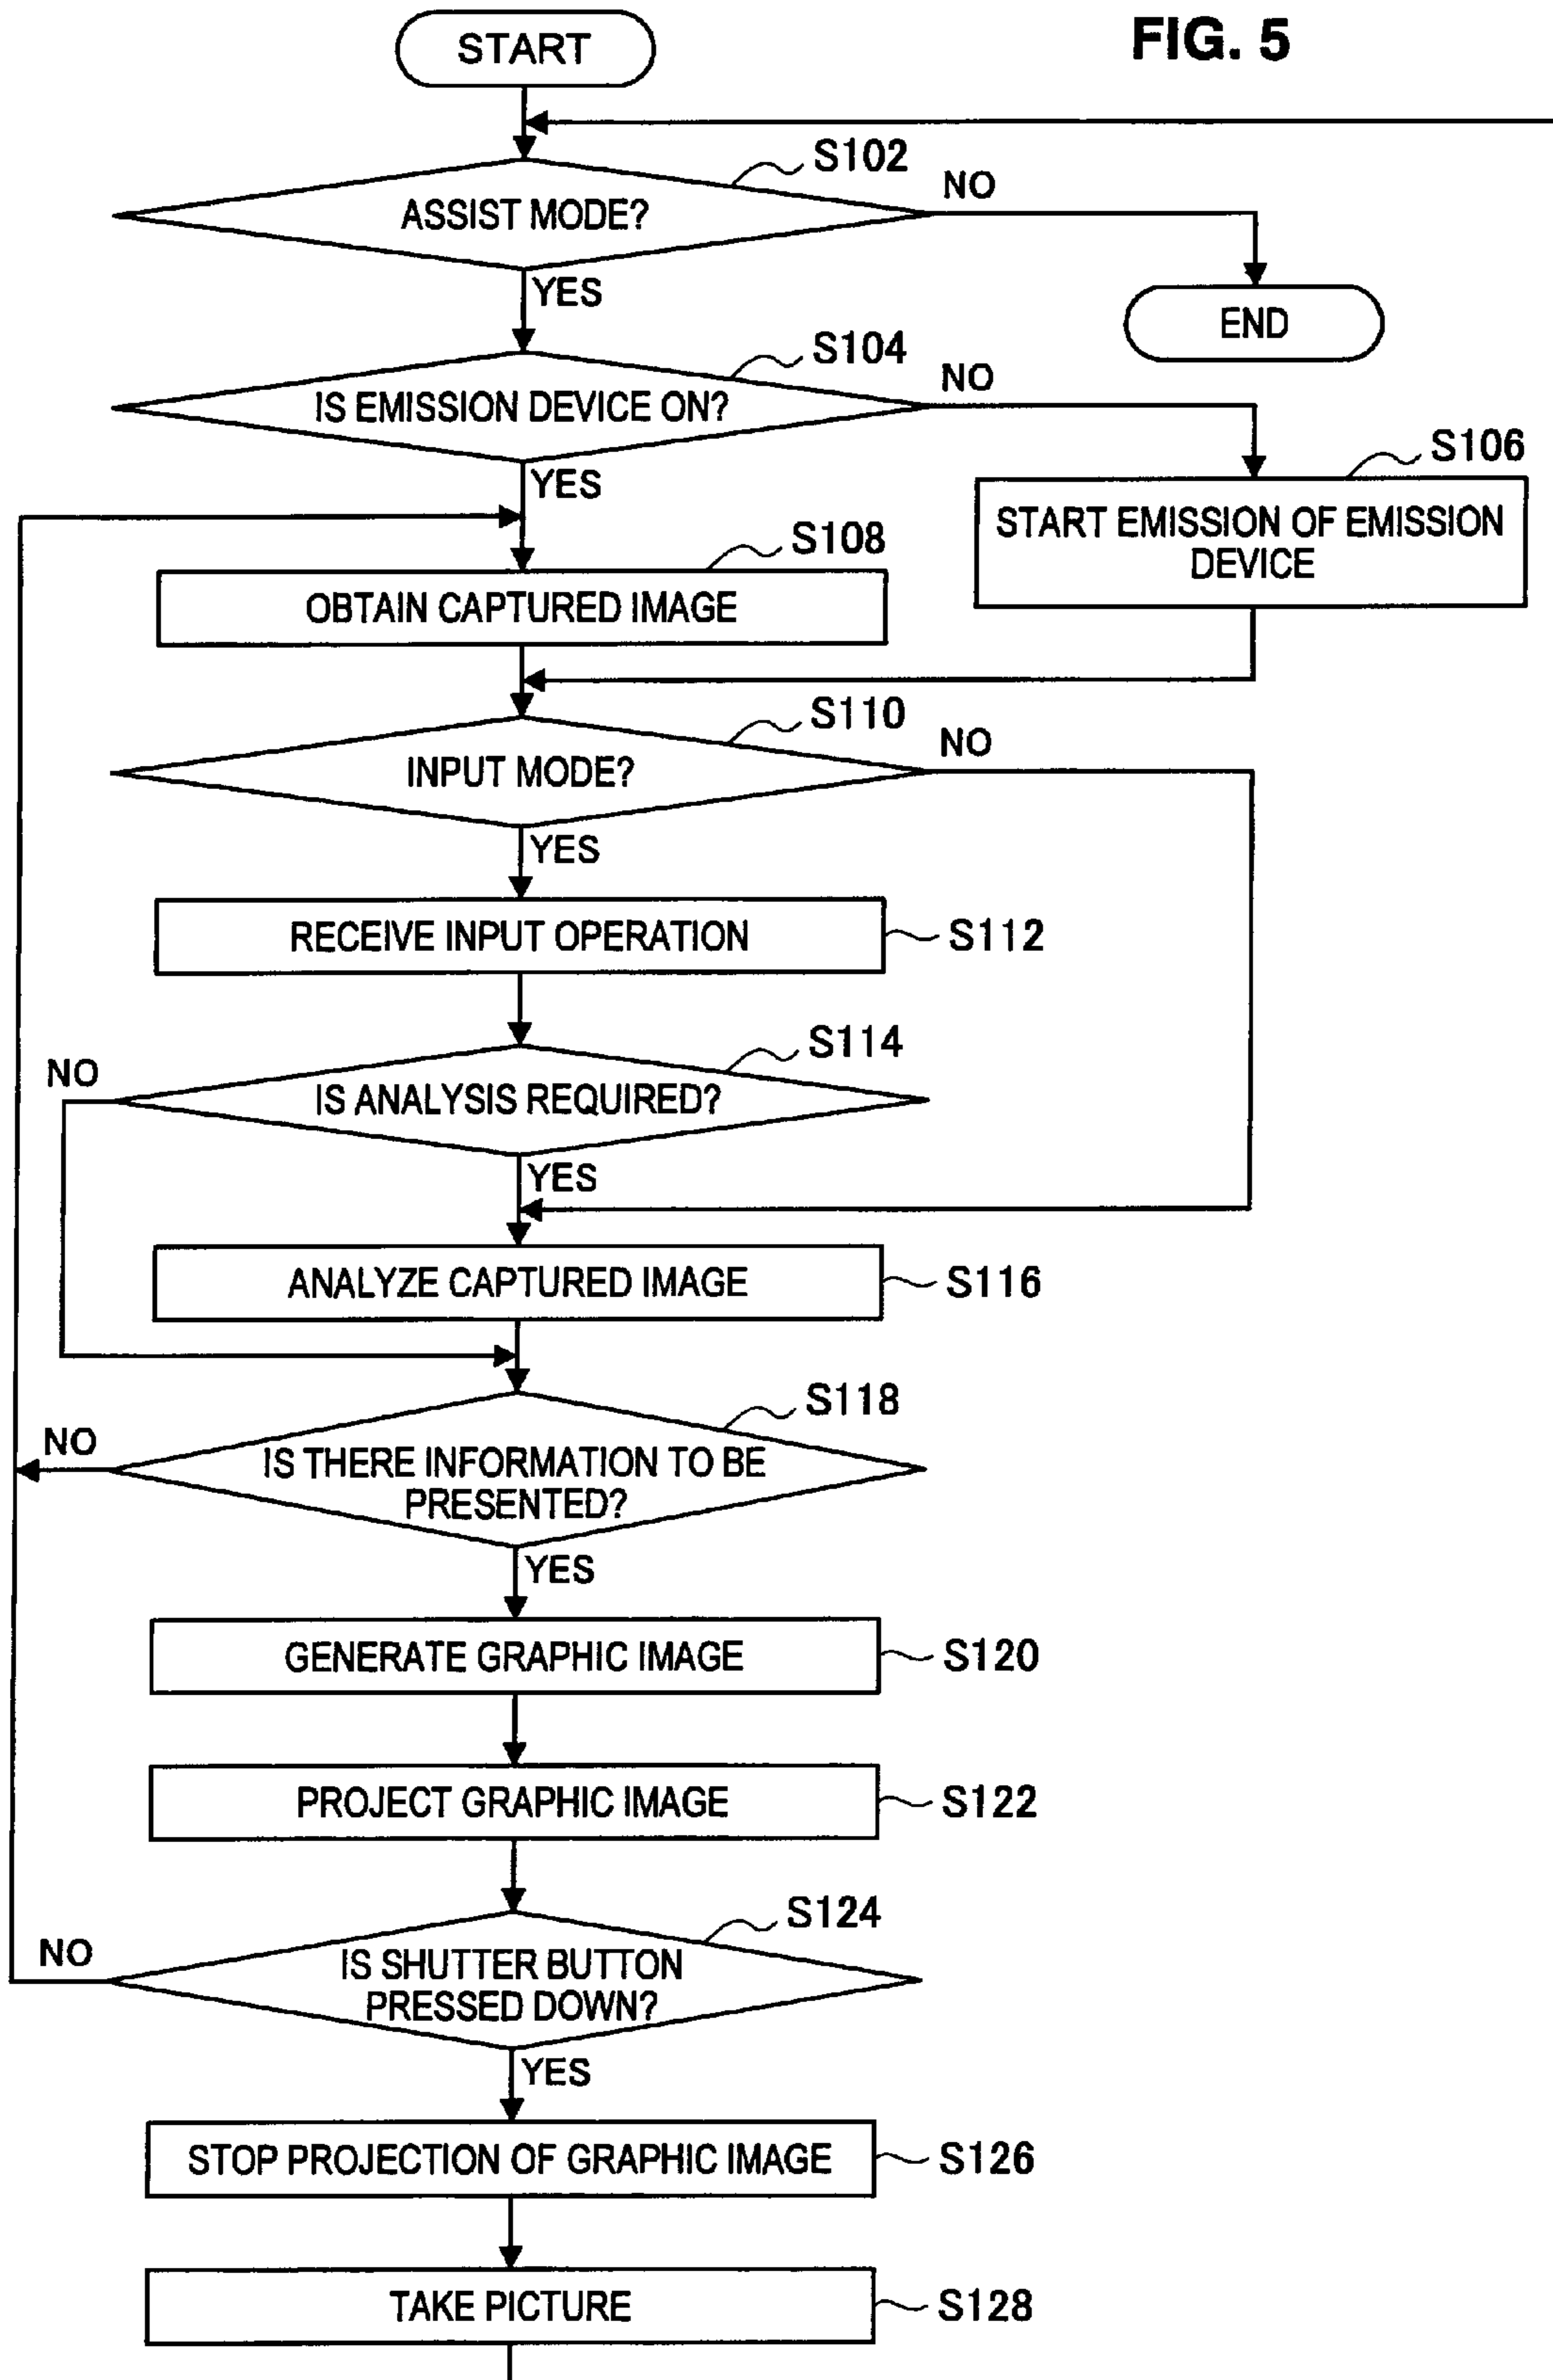 FIG. 5
START
S102
ASSIST MODE?
NO
YES
END
S104
IS EMISSION DEVICE ON?
NO
YES
S106
START EMISSION OF EMISSION
DEVICE
S108
OBTAIN CAPTURED IMAGE
S110
INPUT MODE?
NO
YES
RECEIVE INPUT OPERATION
S112
S114
NO
IS ANALYSIS REQUIRED?
YES
ANALYZE CAPTURED IMAGE
S116
S118
NO
IS THERE INFORMATION TO BE
PRESENTED?
YES
GENERATE GRAPHIC IMAGE
S120
PROJECT GRAPHIC IMAGE
S122
S124
NO
IS SHUTTER BUTTON
PRESSED DOWN?
YES
STOP PROJECTION OF GRAPHIC IMAGE
S126
TAKE PICTURE
S128